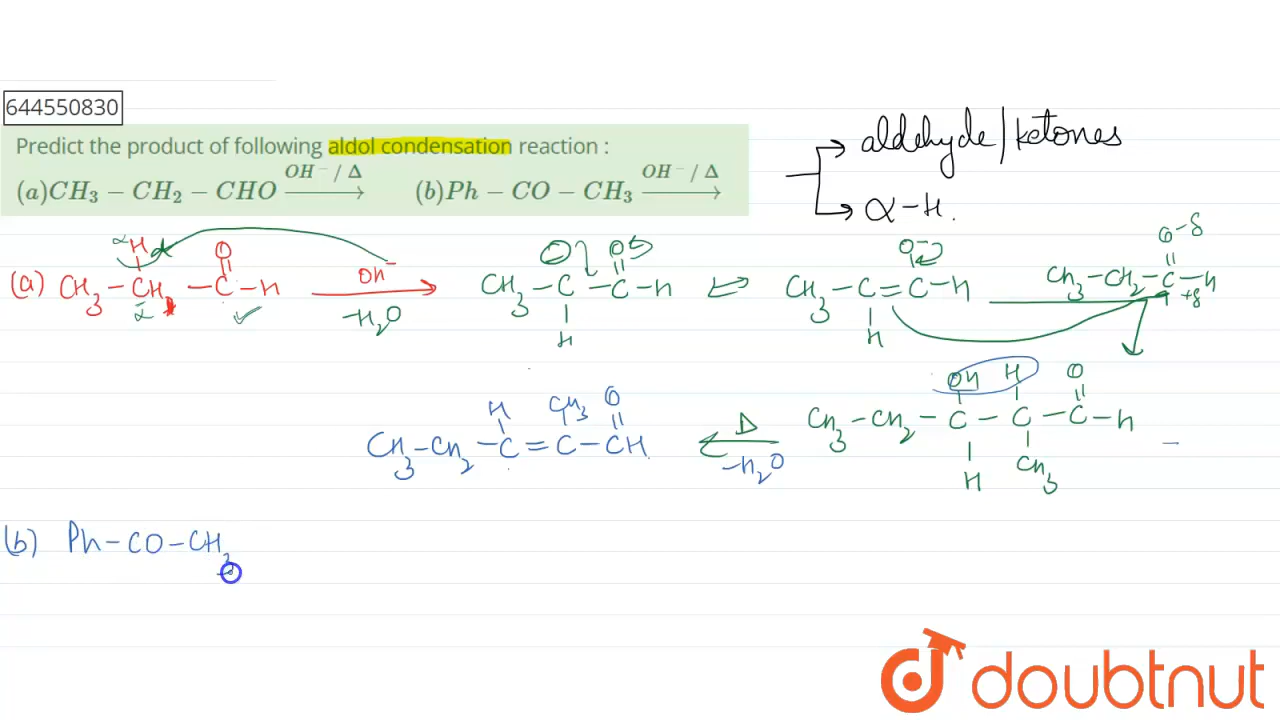 644550830
Predict the product of following aldol condensation reaction :
(a)CH₃ − CH₂ − CHO OH⁻ / Δ ⟶ (b)Ph − CO − CH₃ OH⁻ / Δ ⟶
aldehyde/ketones
α-H.
(a) CH₃ - CH₂ - C - H
α H
O
α
OH⁻
-H₂O
CH₃ - C - C - H
O
H
CH₃ - C = C - H
O⁻
H
CH₃ - CH₂ - C - H
O -δ
+δ
CH₃ - CH₂ - C - C - C - H
OH H O
H CH₃
Δ
-H₂O
CH₃ - CH₂ - C = C - CH
H CH₃ O
(b) Ph - CO - CH₃
doubtnut